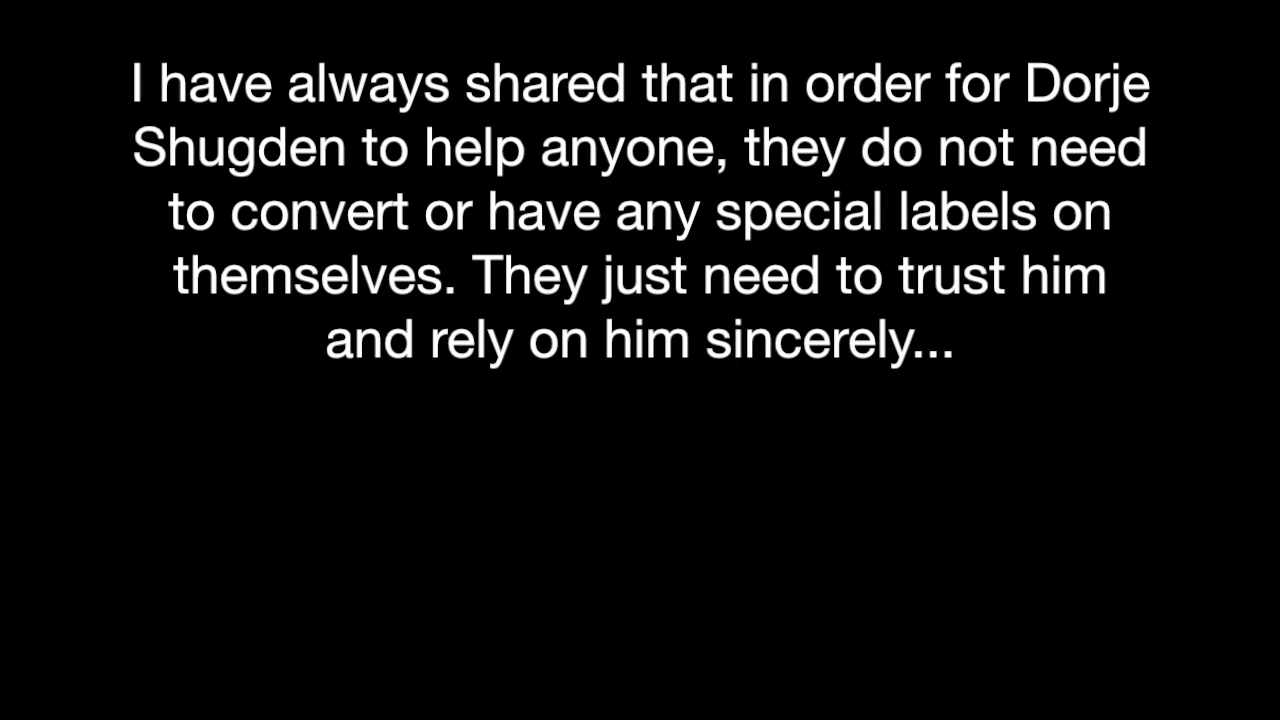 I have always shared that in order for Dorje
Shugden to help anyone, they do not need
to convert or have any special labels on
themselves. They just need to trust him
and rely on him sincerely...